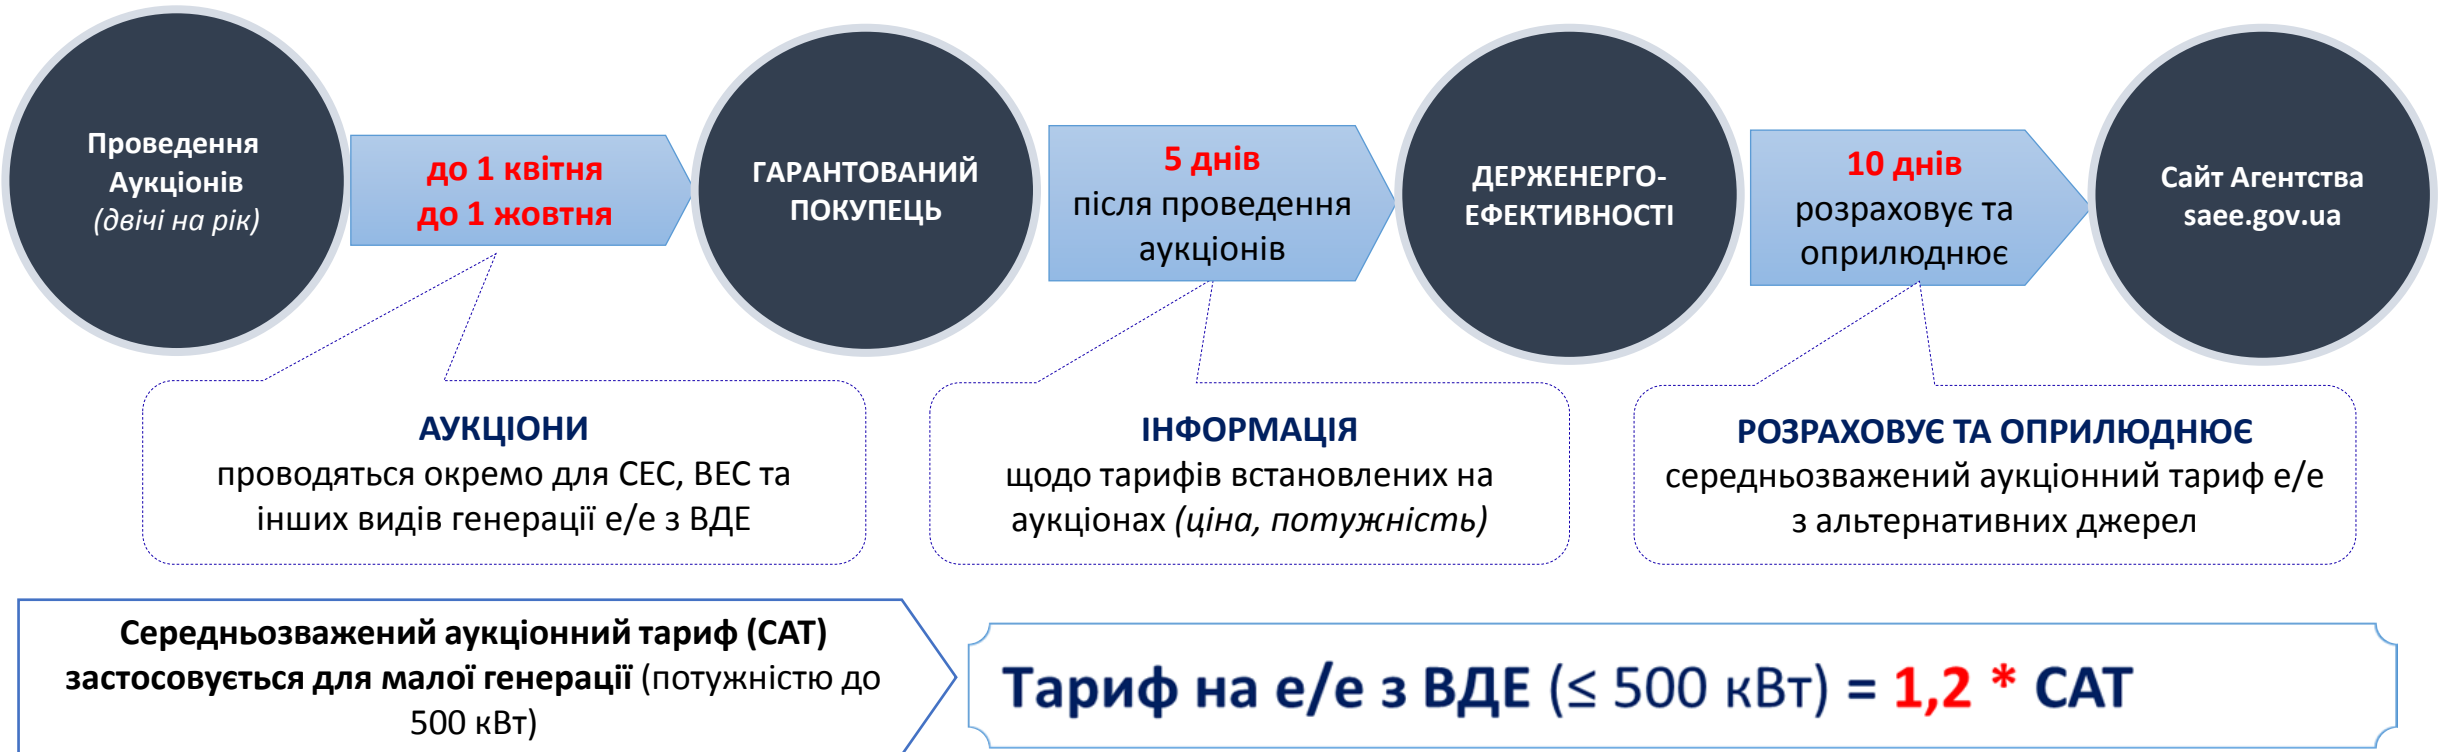 Проведення
Аукціонів
(двічі на рік)
до 1 квітня
до 1 жовтня
ГАРАНТОВАНИЙ
ПОКУПЕЦЬ
5 днів
після проведення
аукціонів
ДЕРЖЕНЕРГО-
ЕФЕКТИВНОСТІ
10 днів
розраховує та
оприлюднює
Сайт Агентства
saee.gov.ua
АУКЦІОНИ
проводяться окремо для СЕС, ВЕС та
інших видів генерації е/е з ВДЕ
ІНФОРМАЦІЯ
щодо тарифів встановлених на
аукціонах (ціна, потужність)
РОЗРАХОВУЄ ТА ОПРИЛЮДНЮЄ
середньозважений аукціонний тариф е/е
з альтернативних джерел
Середньозважений аукціонний тариф (САТ)
застосовується для малої генерації (потужністю до
500 кВт)
Тариф на е/е з ВДЕ (≤ 500 кВт) = 1,2 * САТ